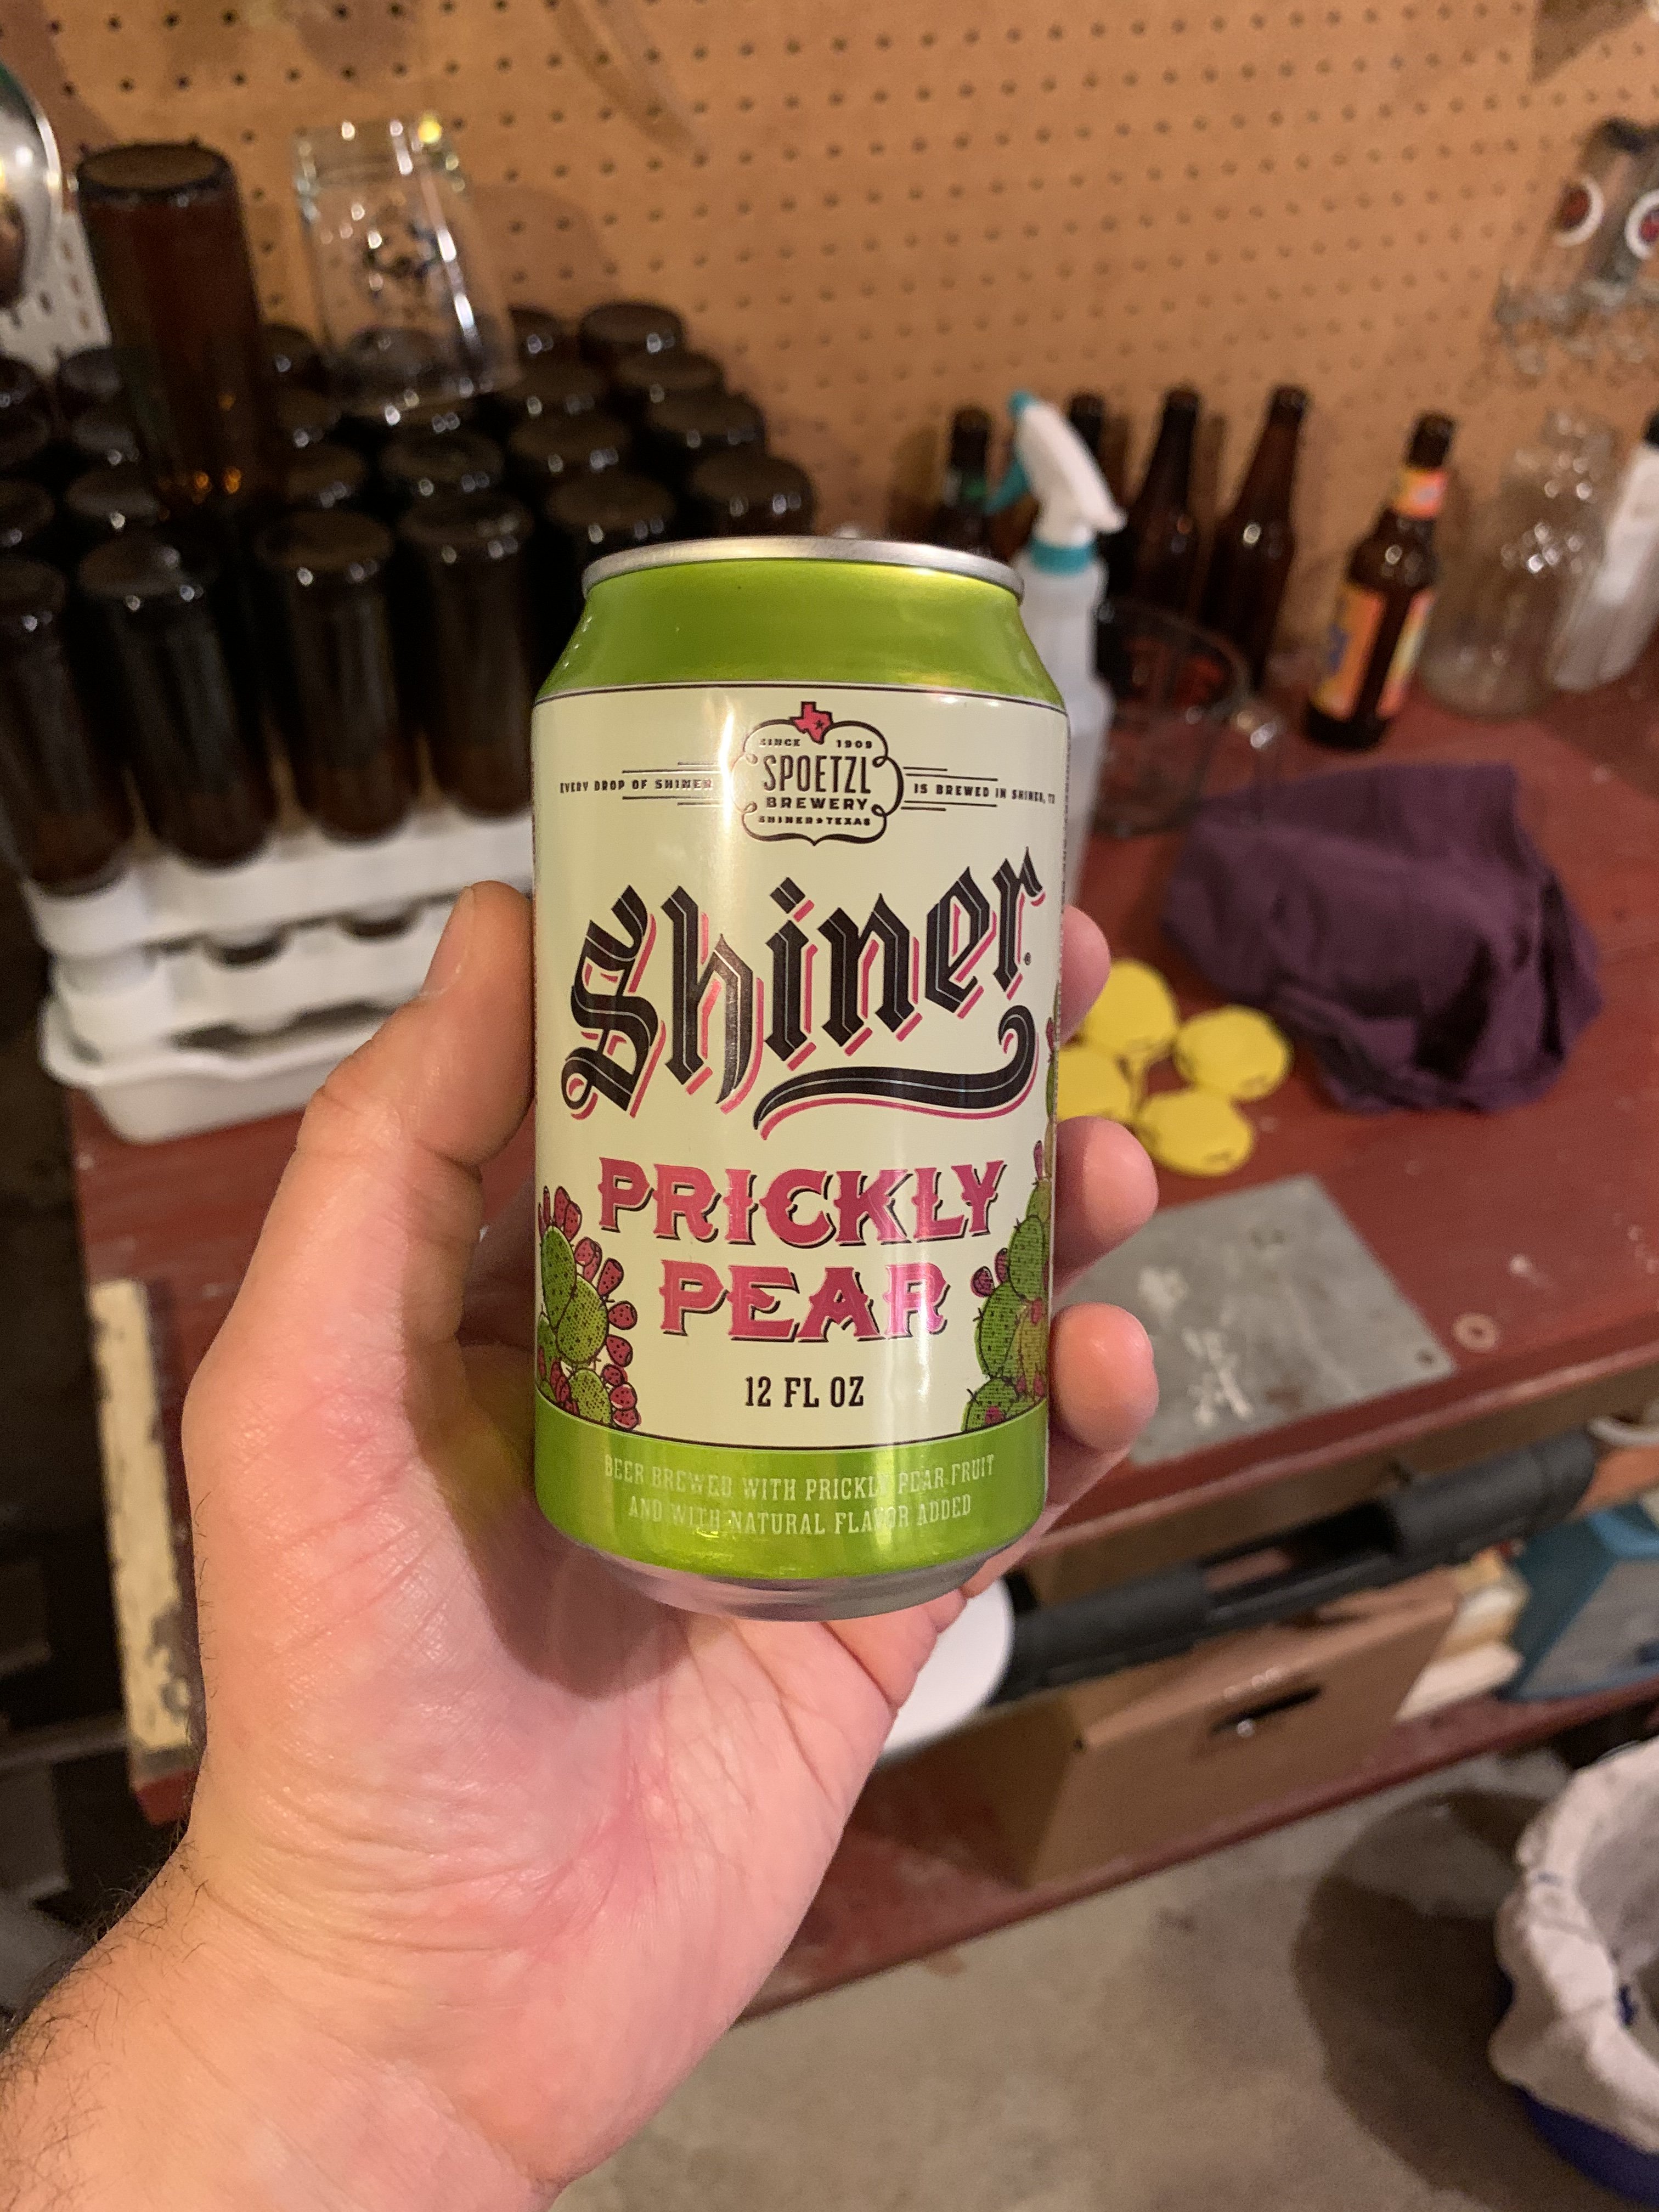 SINCE 1909
SPOETZL
BREWERY
SHINER★TEXAS
EVERY DROP OF SHINER IS BREWED IN SHINER, TX
Shiner®
PRICKLY
PEAR
12 FL OZ
BEER BREWED WITH PRICKLY PEAR FRUIT
AND WITH NATURAL FLAVOR ADDED